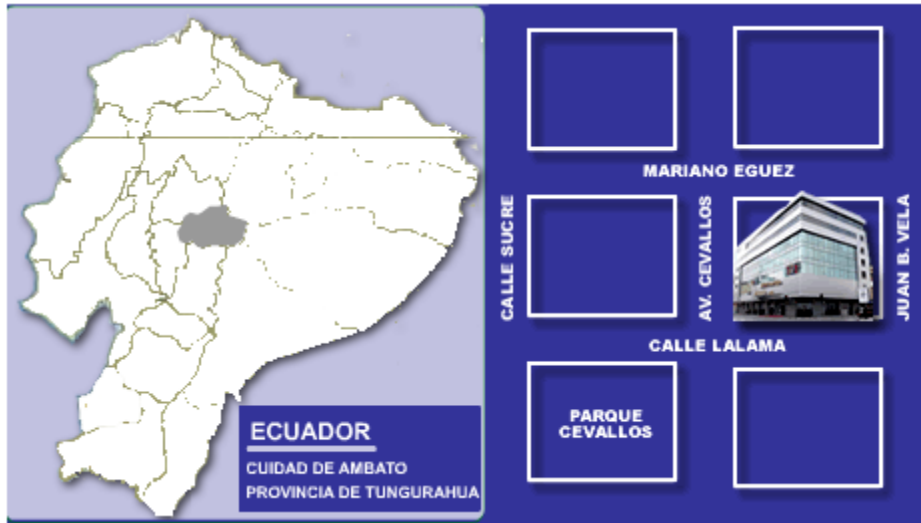 ECUADOR
CUIDAD DE AMBATO
PROVINCIA DE TUNGURAHUA
MARIANO EGUEZ
CALLE SUCRE
AV. CEVALLOS
JUAN B. VELA
CALLE LALAMA
PARQUE
CEVALLOS